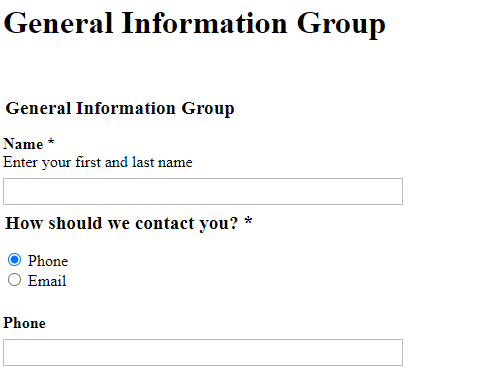 General Information Group
General Information Group
Name *
Enter your first and last name
How should we contact you? *
Phone
Email
Phone